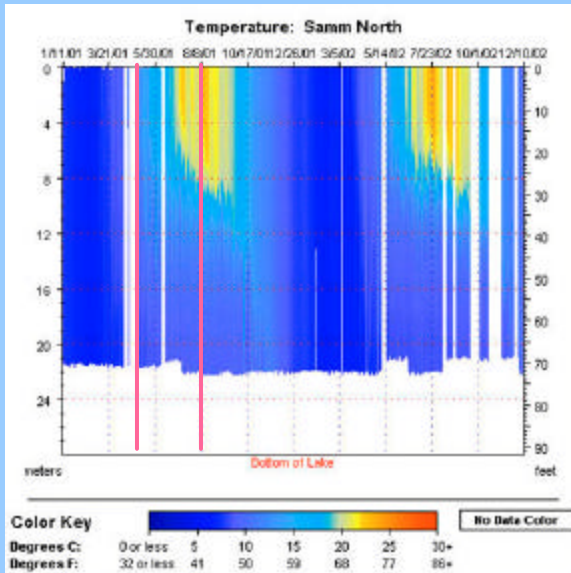 Temperature: Samm North
1/11/01 3/21/01 5/30/01 8/8/01 10/17/01 12/26/01 3/5/02 5/14/02 7/23/02 10/1/02 12/10/02
0 0
10
4
20
8
30
12
40
50
16
60
20
70
24
80
90
meters Bottom of Lake feet
Color Key No Data Color
Degrees C: 0 or less 5 10 15 20 25 30+
Degrees F: 32 or less 41 50 59 68 77 86+